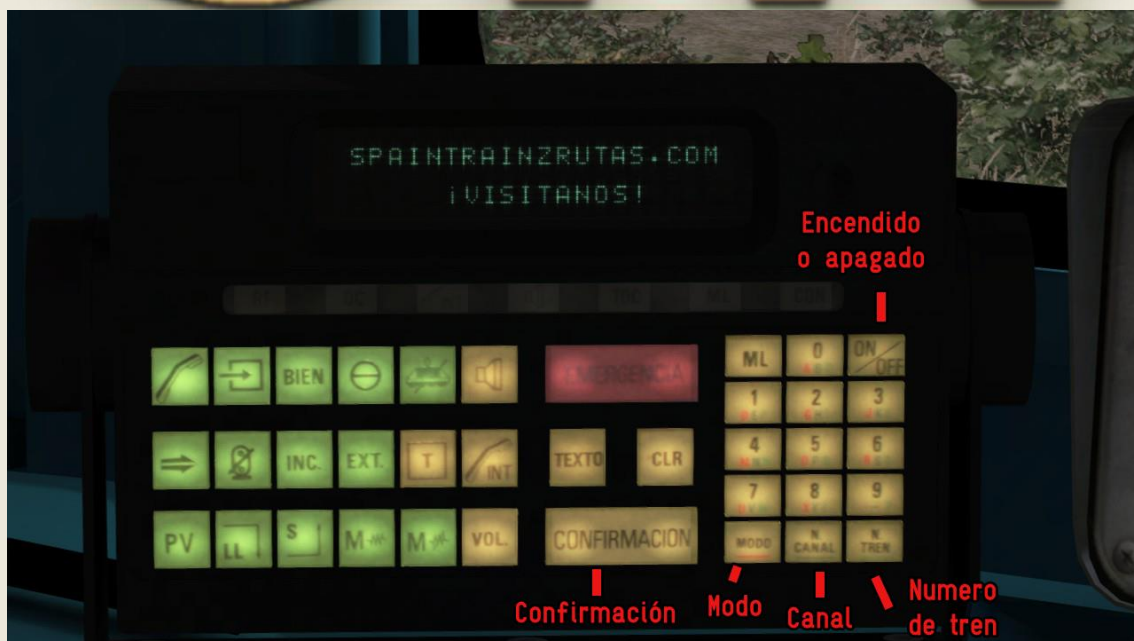 SPAINTRAINZRUTAS.COM
¡VISITANOS!
Encendido
o apagado
ML 0 ON/OFF
BIEN EMERGENCIA
1 2 3
4 5 6
INC. EXT. T INT TEXTO CLR
7 8 9
PV LL S M M VOL. CONFIRMACION
MODO N CANAL N TREN
Confirmación Modo Canal Numero
de tren